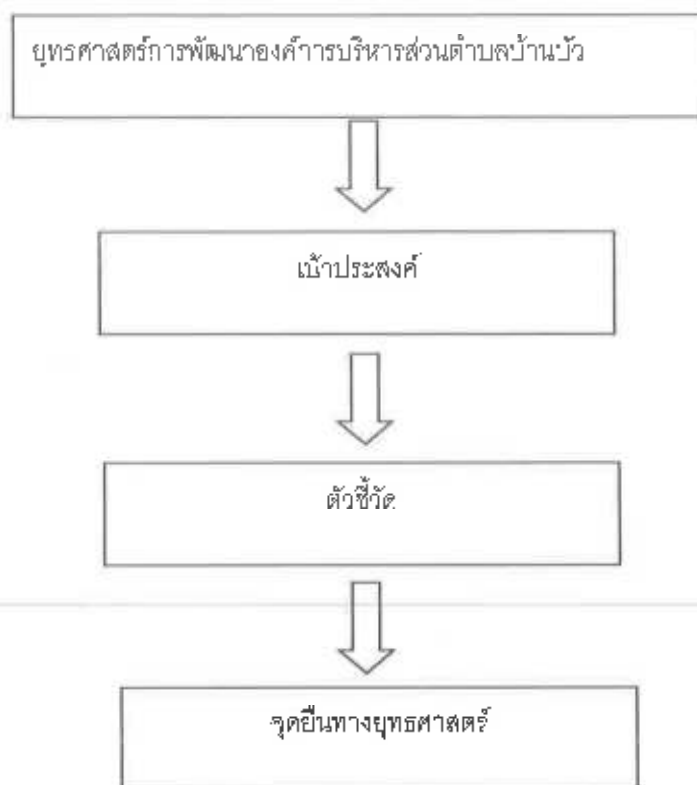 ยุทธศาสตร์การพัฒนาองค์การบริหารส่วนตำบลบ้านบัว
เป้าประสงค์
ตัวชี้วัด
จุดยืนทางยุทธศาสตร์